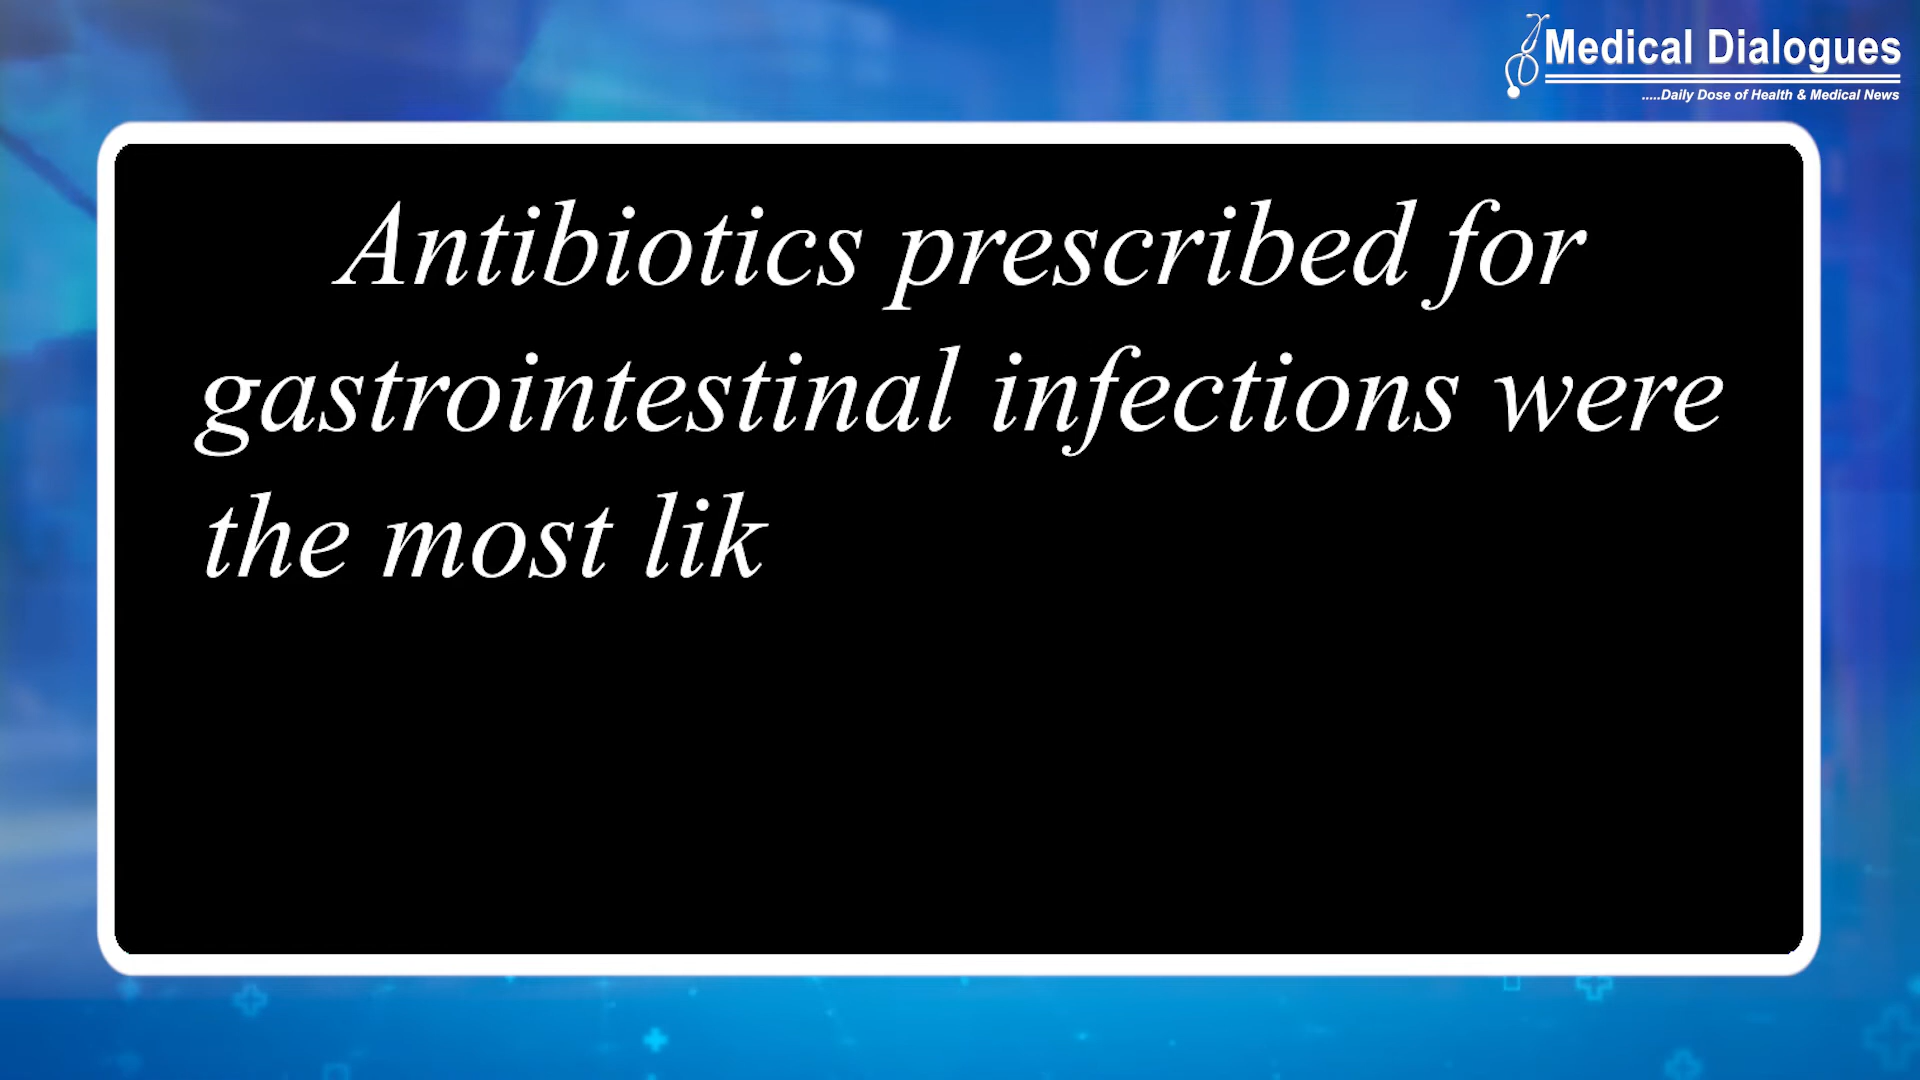 Medical Dialogues
.....Daily Dose of Health & Medical News
Antibiotics prescribed for
gastrointestinal infections were
the most lik